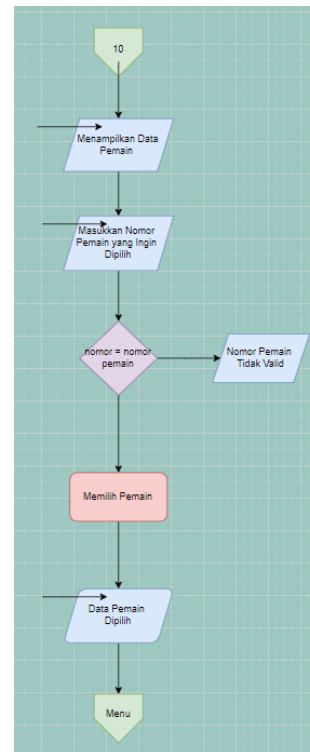 10
Menampilkan Data
Pemain
Masukkan Nomor
Pemain yang Ingin
Dipilih
nomor = nomor
pemain
Nomor Pemain
Tidak Valid
Memilih Pemain
Data Pemain
Dipilih
Menu